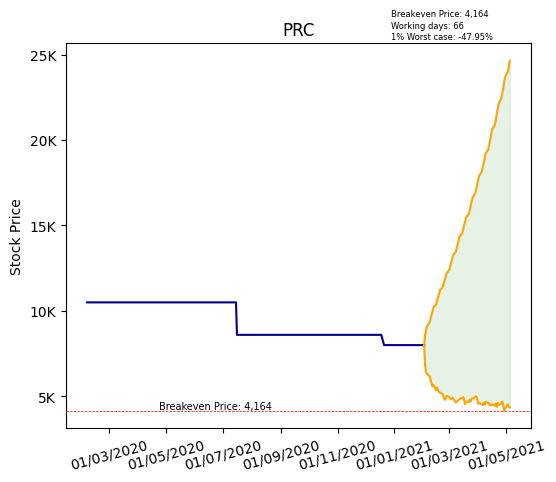 Breakeven Price: 4,164
Working days: 66
1% Worst case: -47.95%
PRC
Stock Price
25K
20K
15K
10K
5K
Breakeven Price: 4,164
01/03/2020
01/05/2020
01/07/2020
01/09/2020
01/11/2020
01/01/2021
01/03/2021
01/05/2021